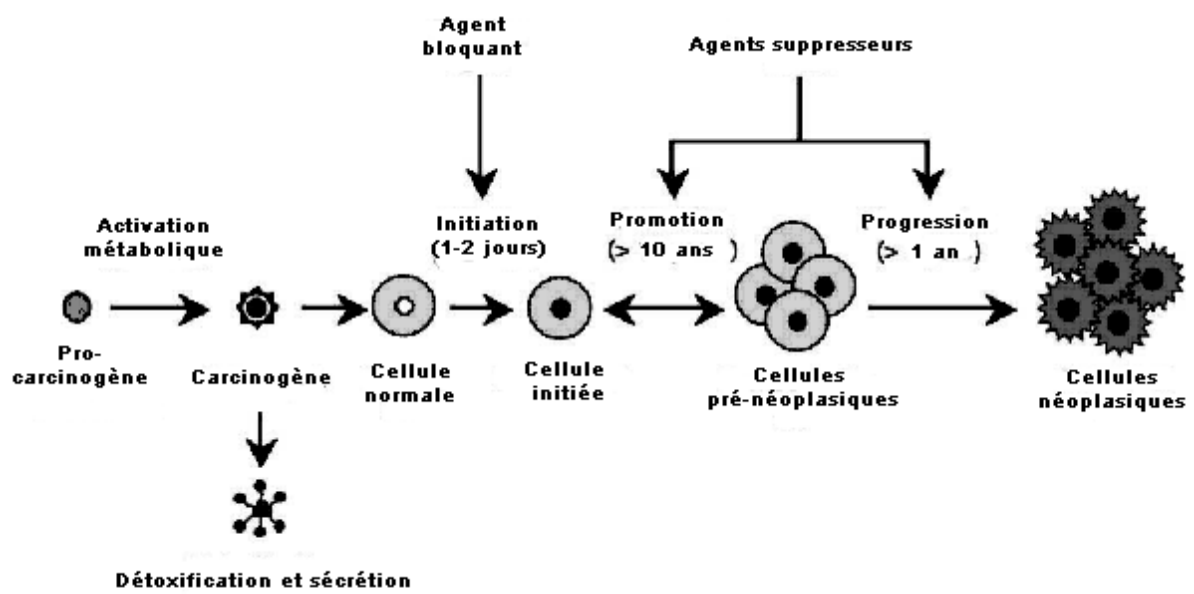 Agent
bloquant
Agents suppresseurs
Activation
métabolique
Initiation
(1-2 jours)
Promotion
(> 10 ans )
Progression
(> 1 an )
Pro-
carcinogène
Carcinogène
Cellule
normale
Cellule
initiée
Cellules
pré-néoplasiques
Cellules
néoplasiques
Détoxification et sécrétion